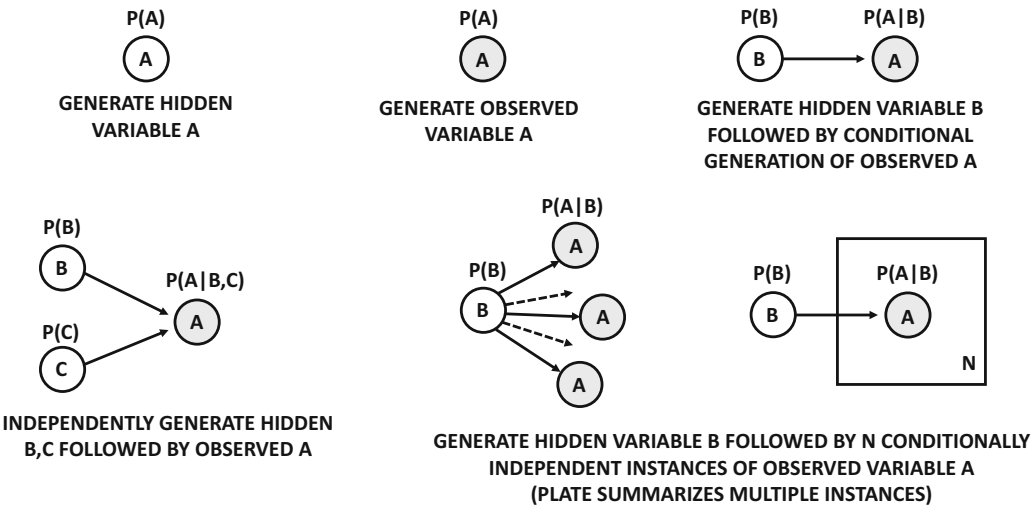 P(A)
A
GENERATE HIDDEN
VARIABLE A
P(A)
A
GENERATE OBSERVED
VARIABLE A
P(B)
P(A|B)
B
A
GENERATE HIDDEN VARIABLE B
FOLLOWED BY CONDITIONAL
GENERATION OF OBSERVED A
P(B)
B
P(A|B,C)
A
P(C)
C
INDEPENDENTLY GENERATE HIDDEN
B,C FOLLOWED BY OBSERVED A
P(A|B)
A
P(B)
B
A
A
P(B)
P(A|B)
B
A
N
GENERATE HIDDEN VARIABLE B FOLLOWED BY N CONDITIONALLY
INDEPENDENT INSTANCES OF OBSERVED VARIABLE A
(PLATE SUMMARIZES MULTIPLE INSTANCES)